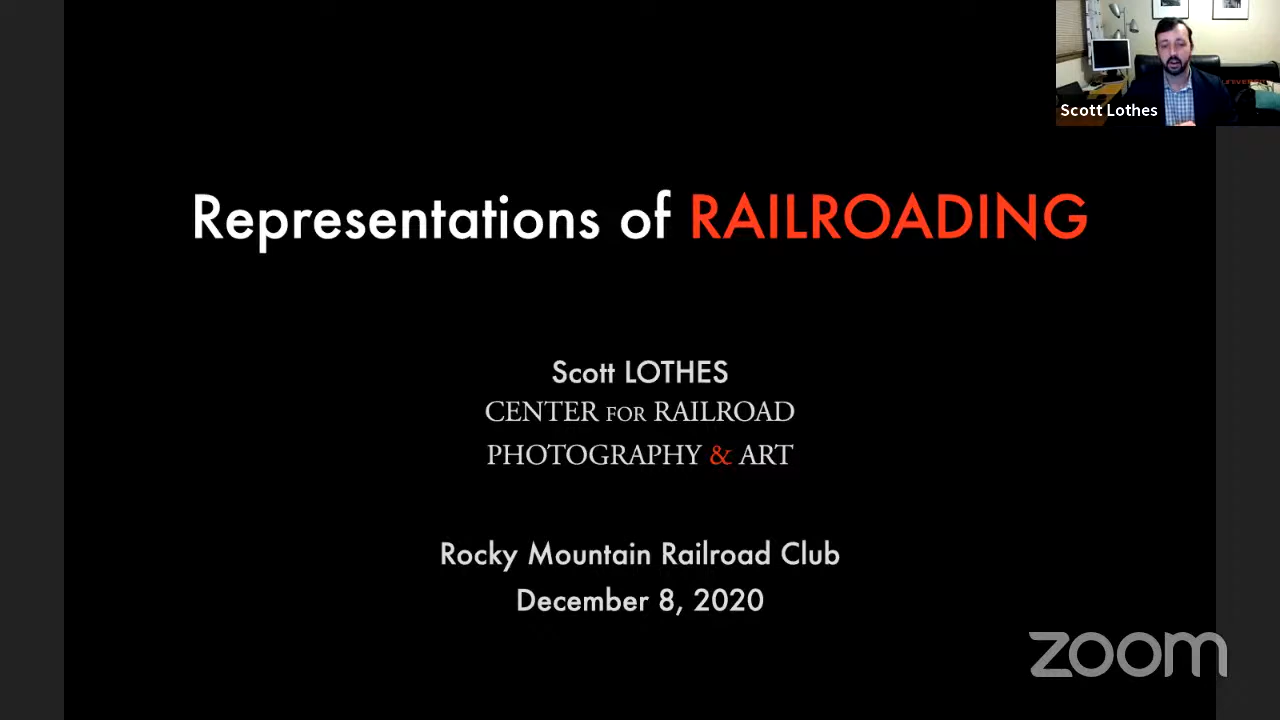 Scott Lothes
Representations of RAILROADING
Scott LOTHES
CENTER FOR RAILROAD
PHOTOGRAPHY & ART
Rocky Mountain Railroad Club
December 8, 2020
zoom